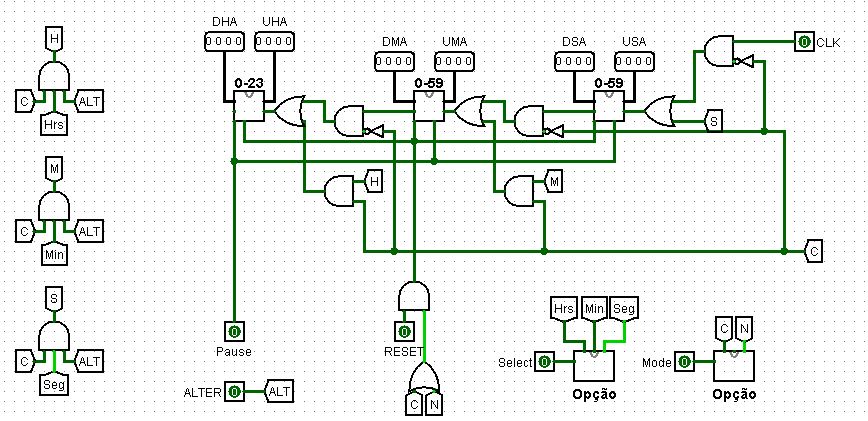 DHA UHA
0 0 0 0 0 0 0 0
DMA UMA
0 0 0 0 0 0 0 0
DSA USA
0 0 0 0 0 0 0 0
0-23 0-59 0-59
0 CLK
H
C ALT
Hrs
S
H M
M
C ALT
Min
C
S
C ALT
Seg
0
Pause
0
RESET
Hrs Min Seg
Select 0
Opção
C N
Mode 0
Opção
ALTER 0 ALT
C N